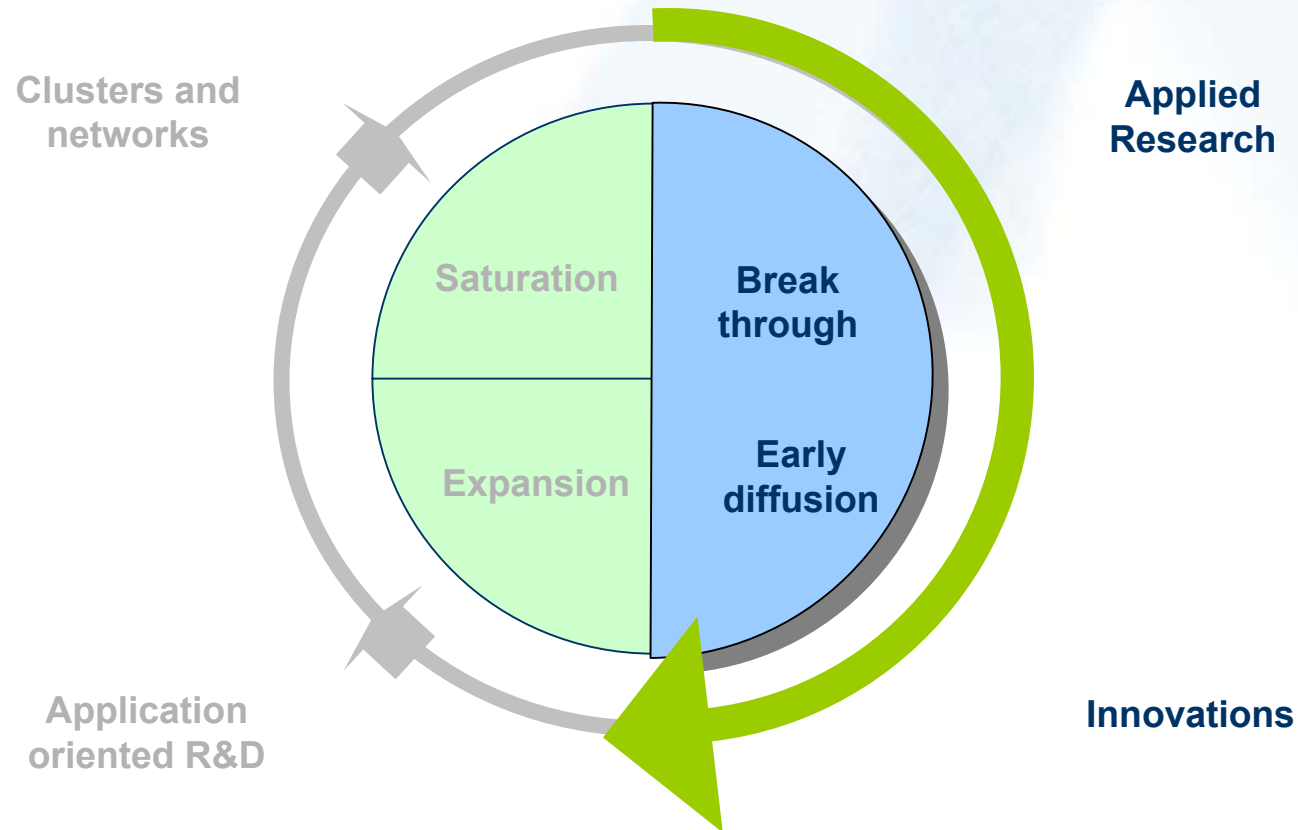 Clusters and
networks
Applied
Research
Saturation
Break
through
Expansion
Early
diffusion
Application
oriented R&D
Innovations